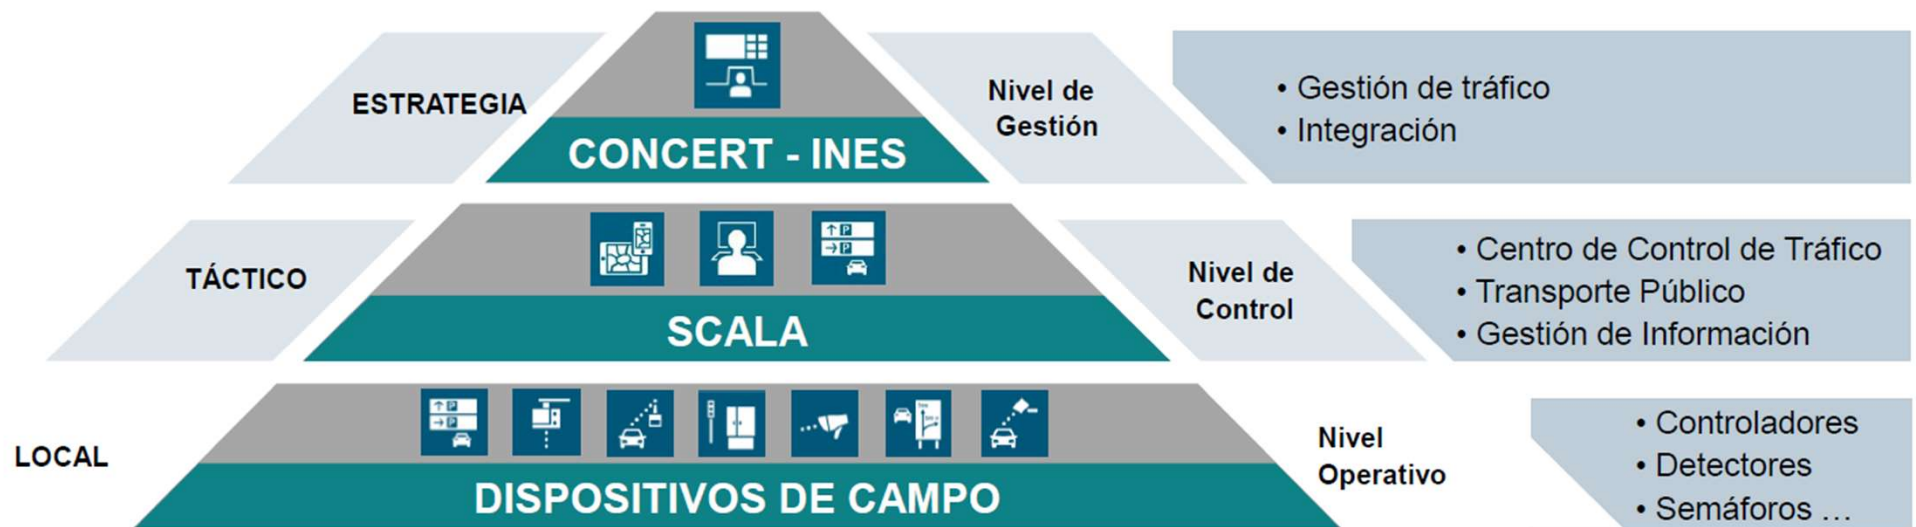 ESTRATEGIA
CONCERT - INES
Nivel de
Gestión
• Gestión de tráfico
• Integración
TÁCTICO
SCALA
Nivel de
Control
• Centro de Control de Tráfico
• Transporte Público
• Gestión de Información
LOCAL
DISPOSITIVOS DE CAMPO
Nivel
Operativo
• Controladores
• Detectores
• Semáforos ...